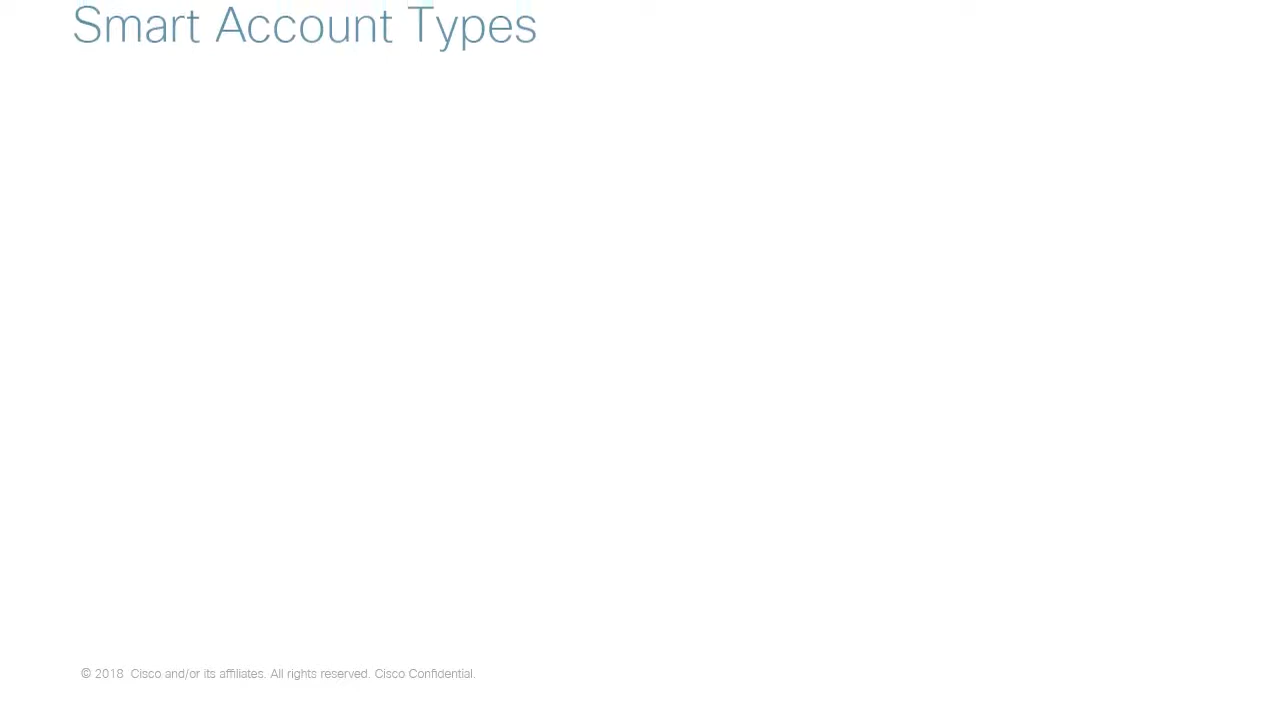 Smart Account Types
© 2018 Cisco and/or its affiliates. All rights reserved. Cisco Confidential.